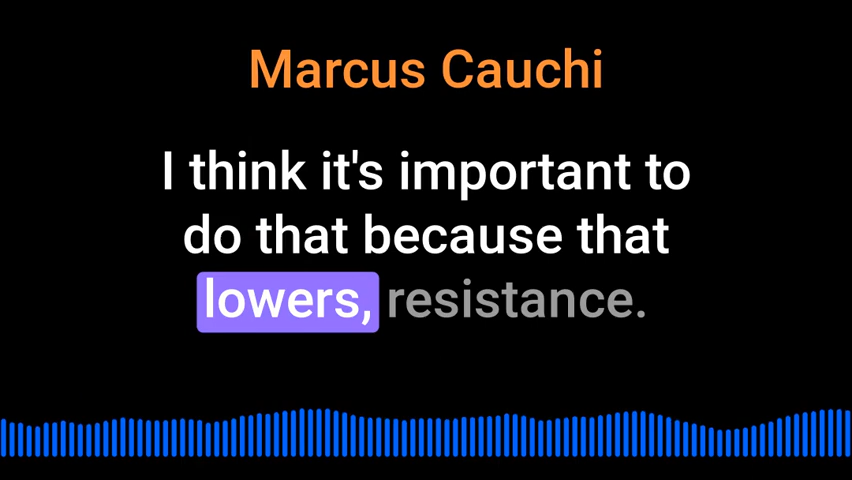 Marcus Cauchi
I think it's important to
do that because that
lowers, resistance.